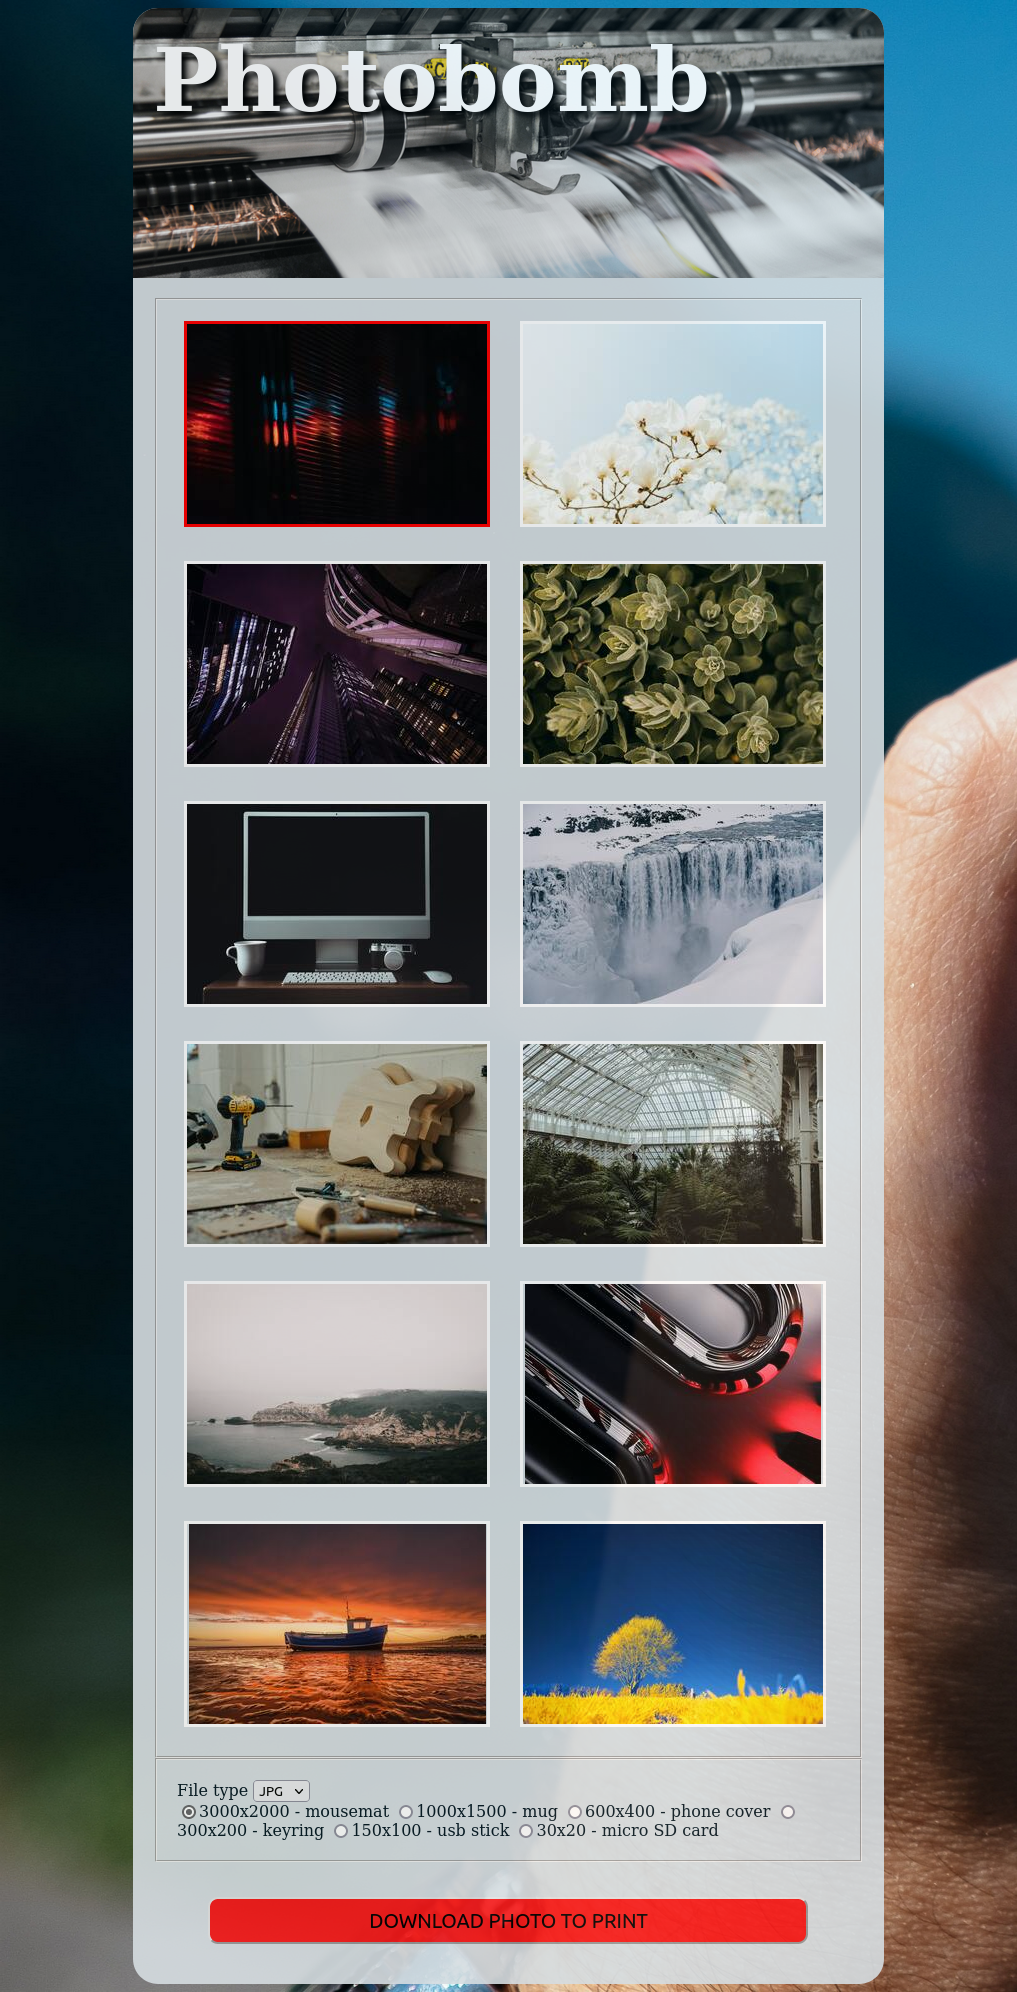 Photobomb
File type JPG
3000x2000 - mousemat 1000x1500 - mug 600x400 - phone cover
300x200 - keyring 150x100 - usb stick 30x20 - micro SD card
DOWNLOAD PHOTO TO PRINT